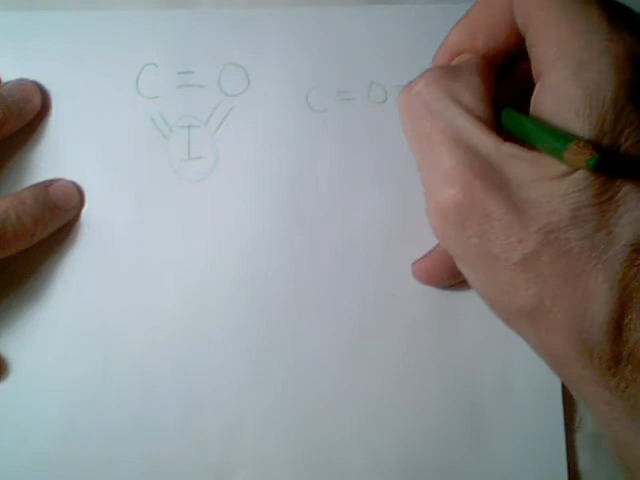 C = O
I
C = O